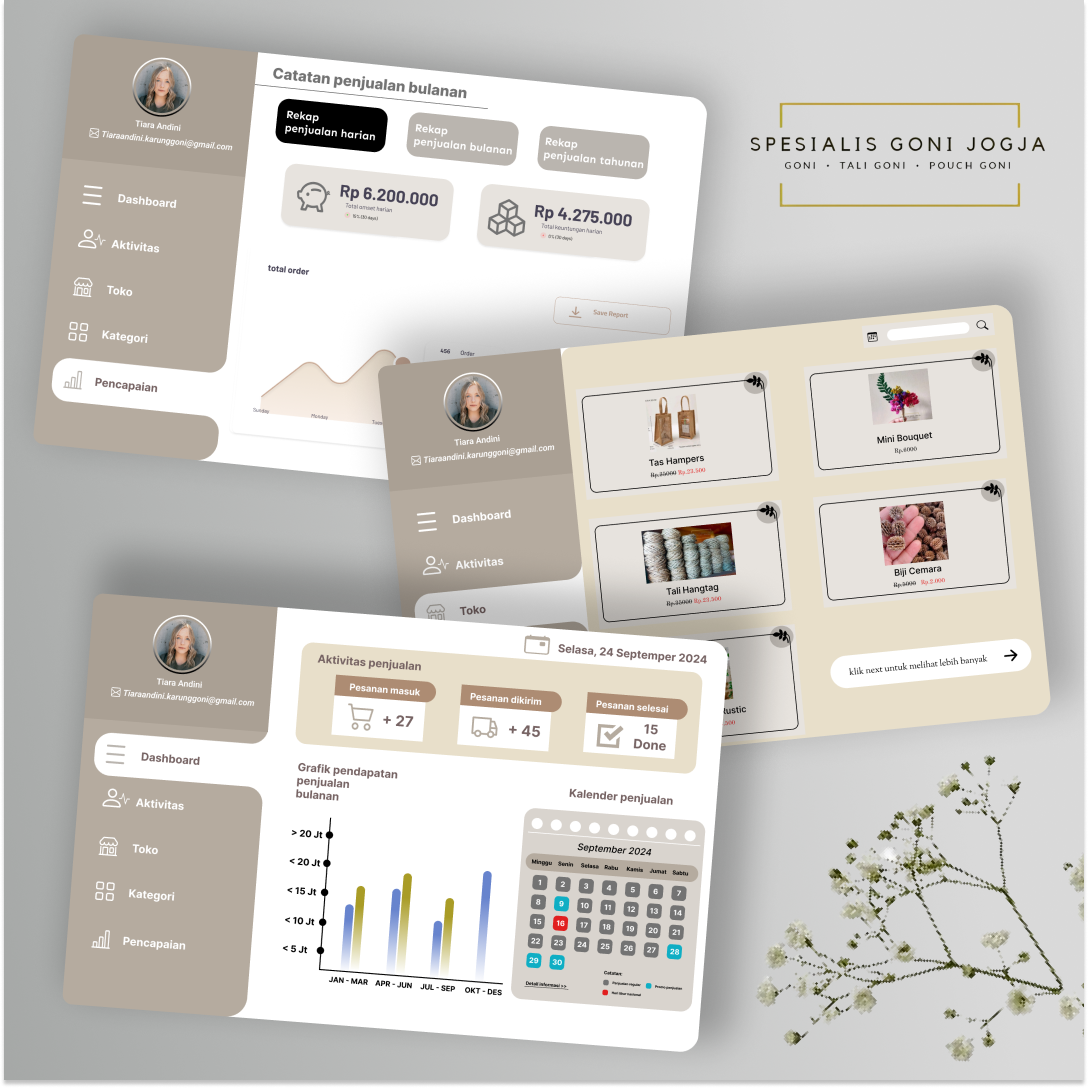 SPESIALIS GONI JOGJA
GONI • TALI GONI • POUCH GONI
Tiara Andini
Tiaraandini.karunggoni@gmail.com
Dashboard
Aktivitas
Toko
Kategori
Pencapaian
Catatan penjualan bulanan
Rekap
penjualan harian
Rekap
penjualan bulanan
Rekap
penjualan tahunan
Rp 6.200.000
Total omset harian
Rp 4.275.000
Total keuntungan harian
total order
Save Report
456 Order
Sunday
Monday
Tiara Andini
Tiaraandini.karunggoni@gmail.com
Dashboard
Aktivitas
Toko
Tas Hampers
Rp.35000 Rp.23.500
Mini Bouquet
Rp.8000
Tali Hangtag
Rp.35000 Rp.23.500
Biji Cemara
Rp.5000 Rp.2.000
Rustic
.500
klik next untuk melihat lebih banyak
Tiara Andini
Tiaraandini.karunggoni@gmail.com
Dashboard
Aktivitas
Toko
Kategori
Pencapaian
Selasa, 24 Septemper 2024
Aktivitas penjualan
Pesanan masuk
+ 27
Pesanan dikirim
+ 45
Pesanan selesai
15
Done
Grafik pendapatan
penjualan
bulanan
> 20 Jt
< 20 Jt
< 15 Jt
< 10 Jt
< 5 Jt
JAN - MAR APR - JUN JUL - SEP OKT - DES
Kalender penjualan
September 2024
Minggu Senin Selasa Rabu Kamis Jumat Sabtu
1 2 3 4 5 6 7
8 9 10 11 12 13 14
15 16 17 18 19 20 21
22 23 24 25 26 27 28
29 30
Detail informasi >>
Catatan:
Penjualan reguler
Promo penjualan
Hari libur nasional